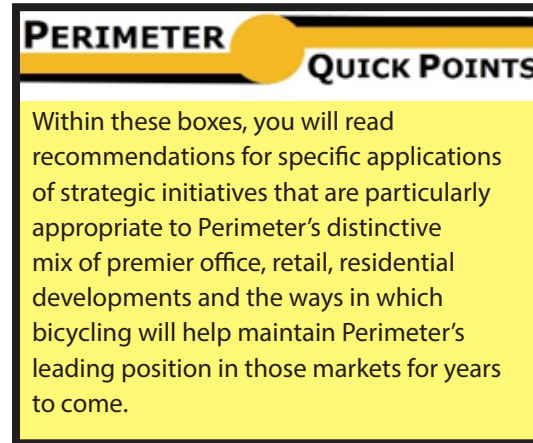 PERIMETER
QUICK POINTS
Within these boxes, you will read
recommendations for specific applications
of strategic initiatives that are particularly
appropriate to Perimeter's distinctive
mix of premier office, retail, residential
developments and the ways in which
bicycling will help maintain Perimeter's
leading position in those markets for years
to come.